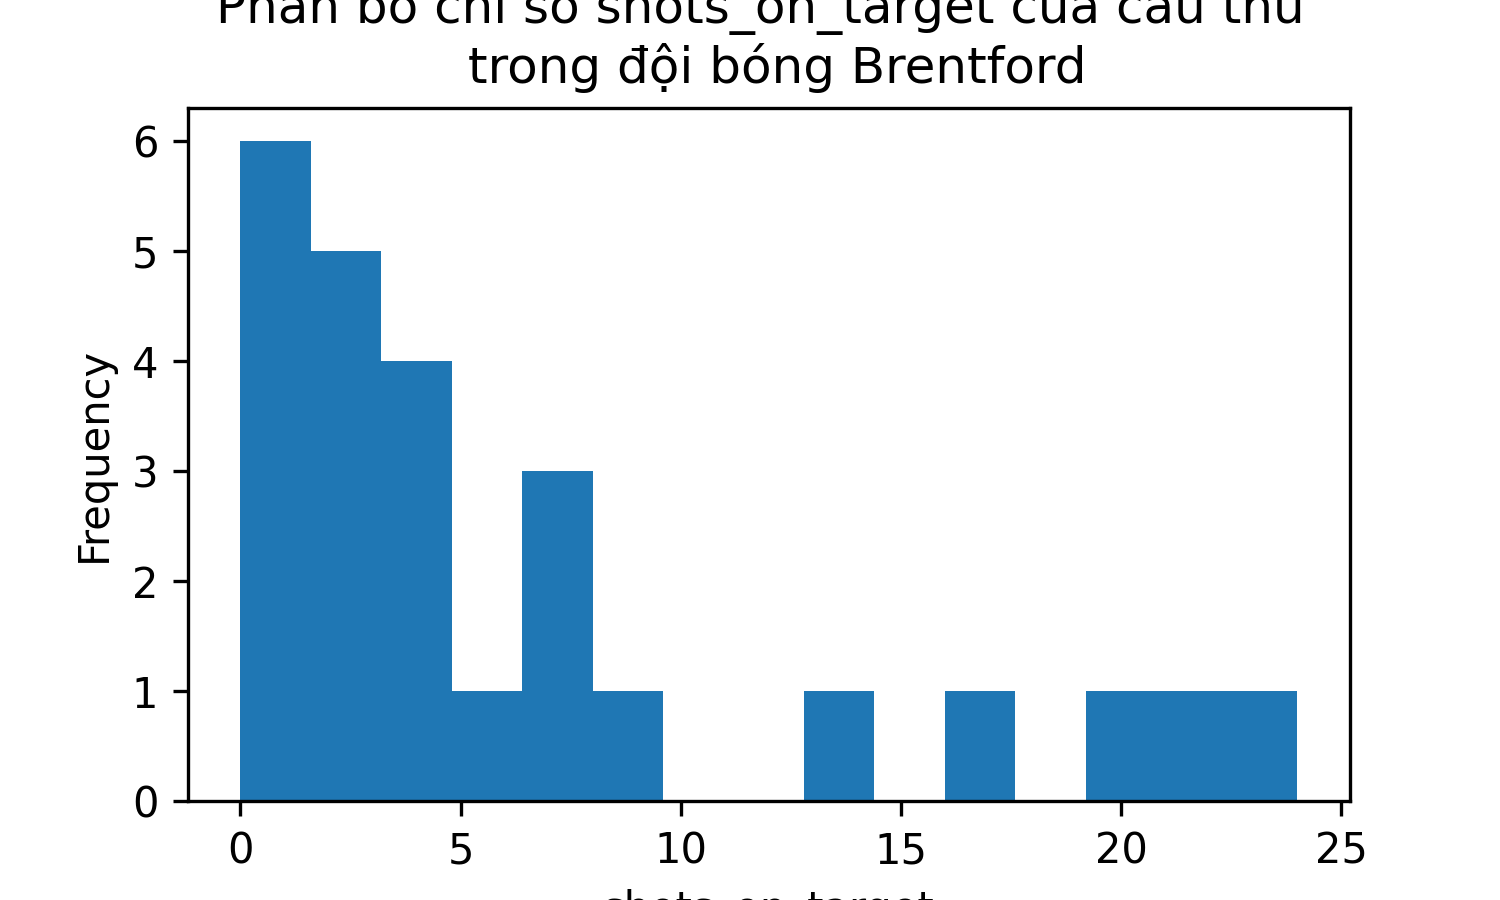 Phân bố chỉ số shots_on_target của cầu thủ
trong đội bóng Brentford
6
5
4
3
2
1
0
Frequency
0 5 10 15 20 25
shots_on_target